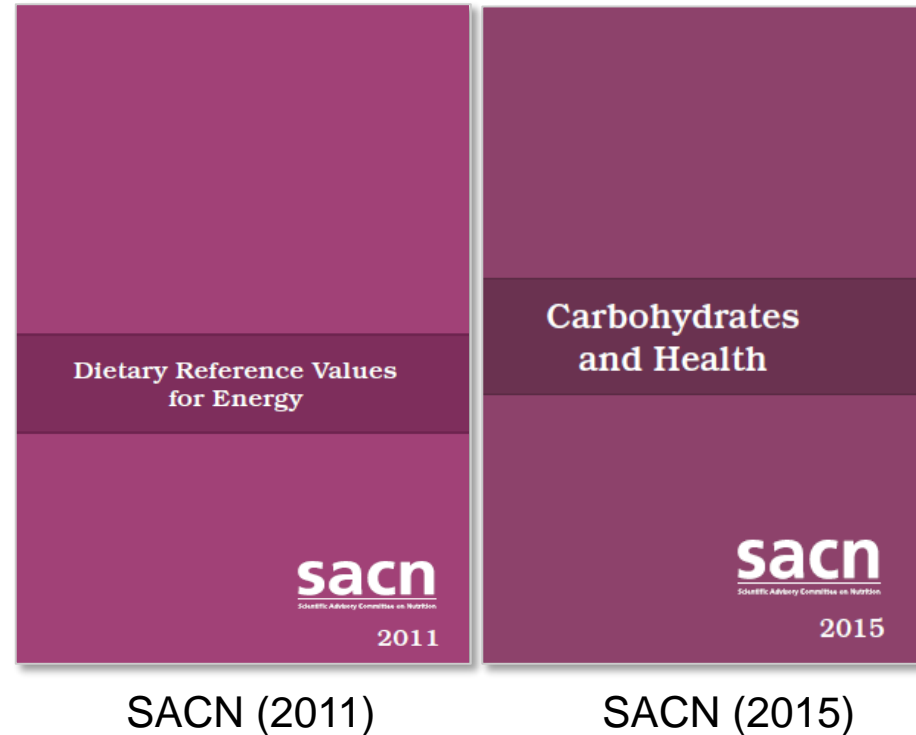 Dietary Reference Values
for Energy
sacn
Scientific Advisory Committee on Nutrition
2011
Carbohydrates
and Health
sacn
Scientific Advisory Committee on Nutrition
2015
SACN (2011)
SACN (2015)